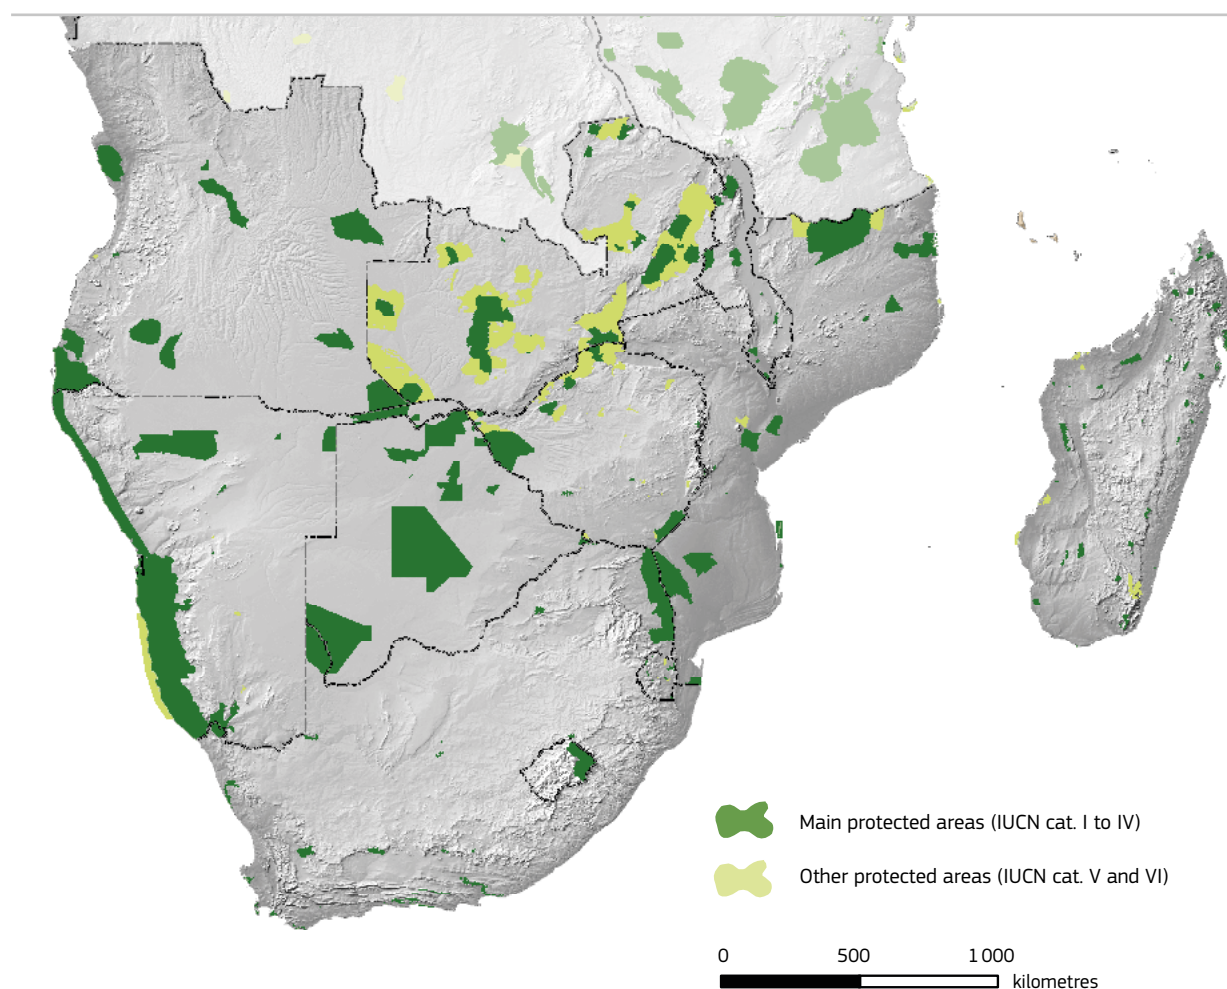 Main protected areas (IUCN cat. I to IV)
Other protected areas (IUCN cat. V and VI)
0 500 1 000
kilometres